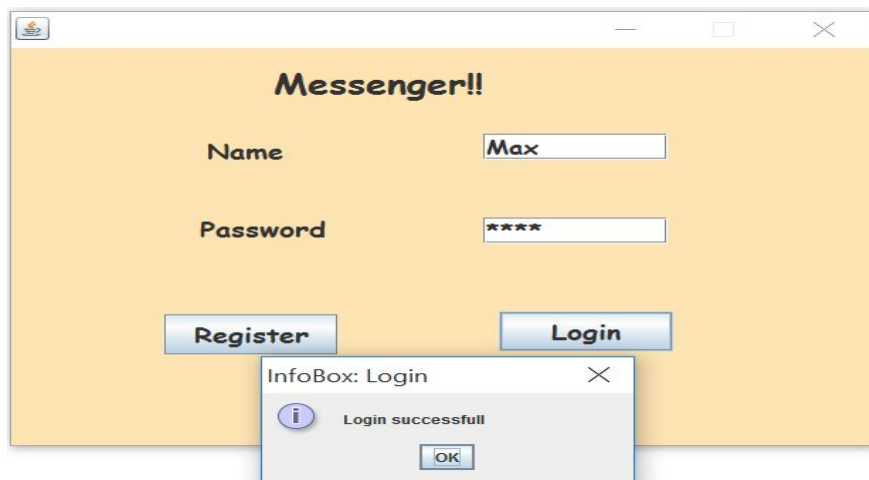 Messenger!!
Name
Max
Password
****
Register
Login
InfoBox: Login
i
Login successfull
OK